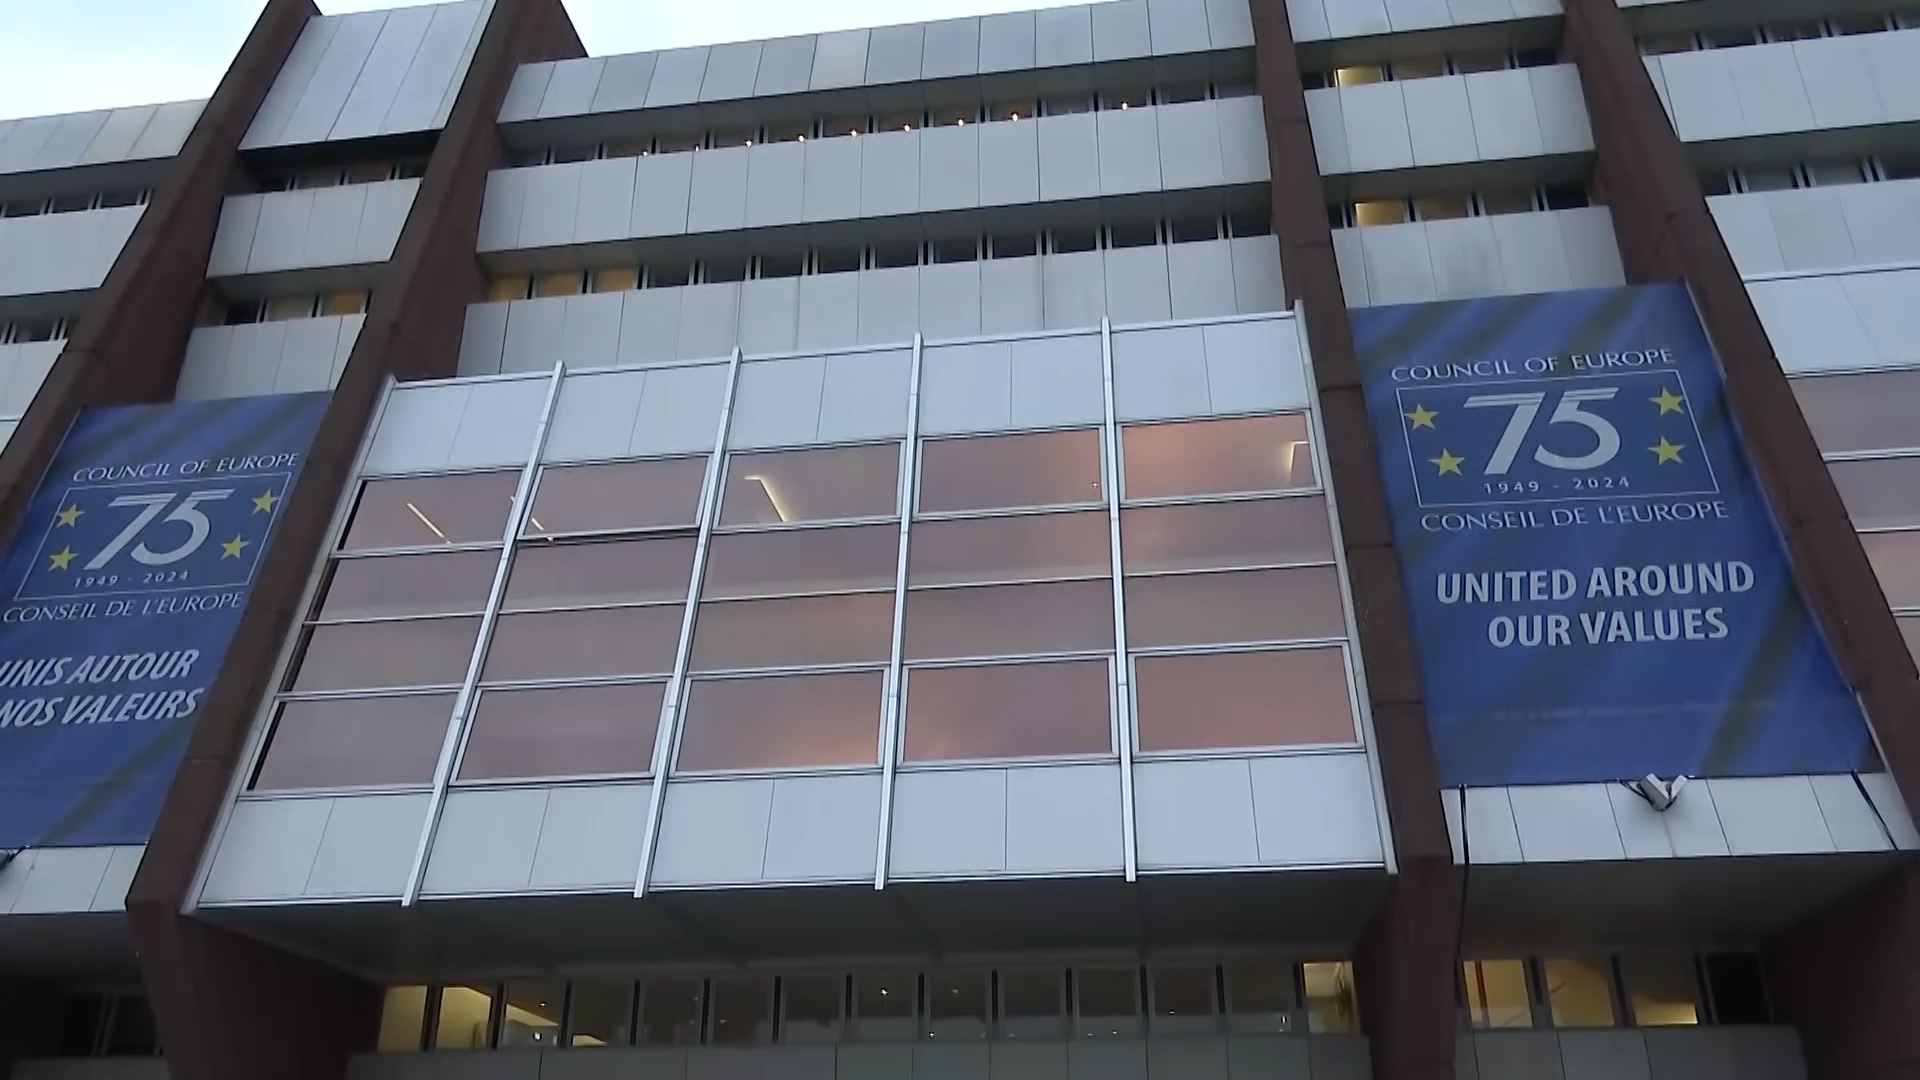 COUNCIL OF EUROPE
75
1949 - 2024
CONSEIL DE L'EUROPE
UNIS AUTOUR
NOS VALEURS
COUNCIL OF EUROPE
75
1949 - 2024
CONSEIL DE L'EUROPE
UNITED AROUND
OUR VALUES